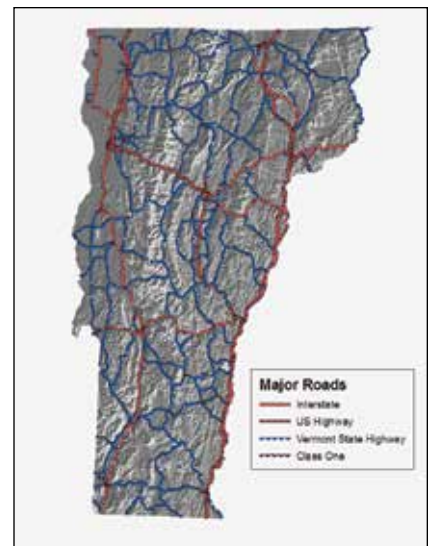 Major Roads
Interstate
US Highway
Vermont State Highway
Class One